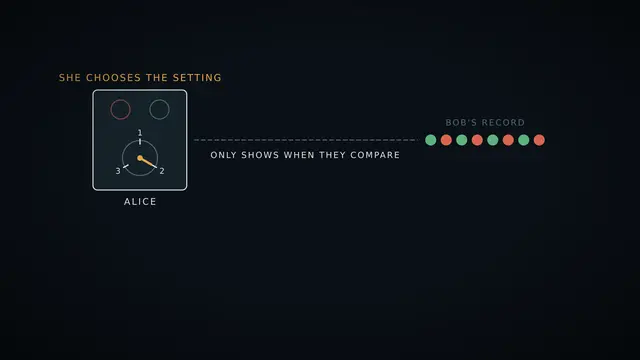 SHE CHOOSES THE SETTING
1
3
2
ALICE
ONLY SHOWS WHEN THEY COMPARE
BOB'S RECORD